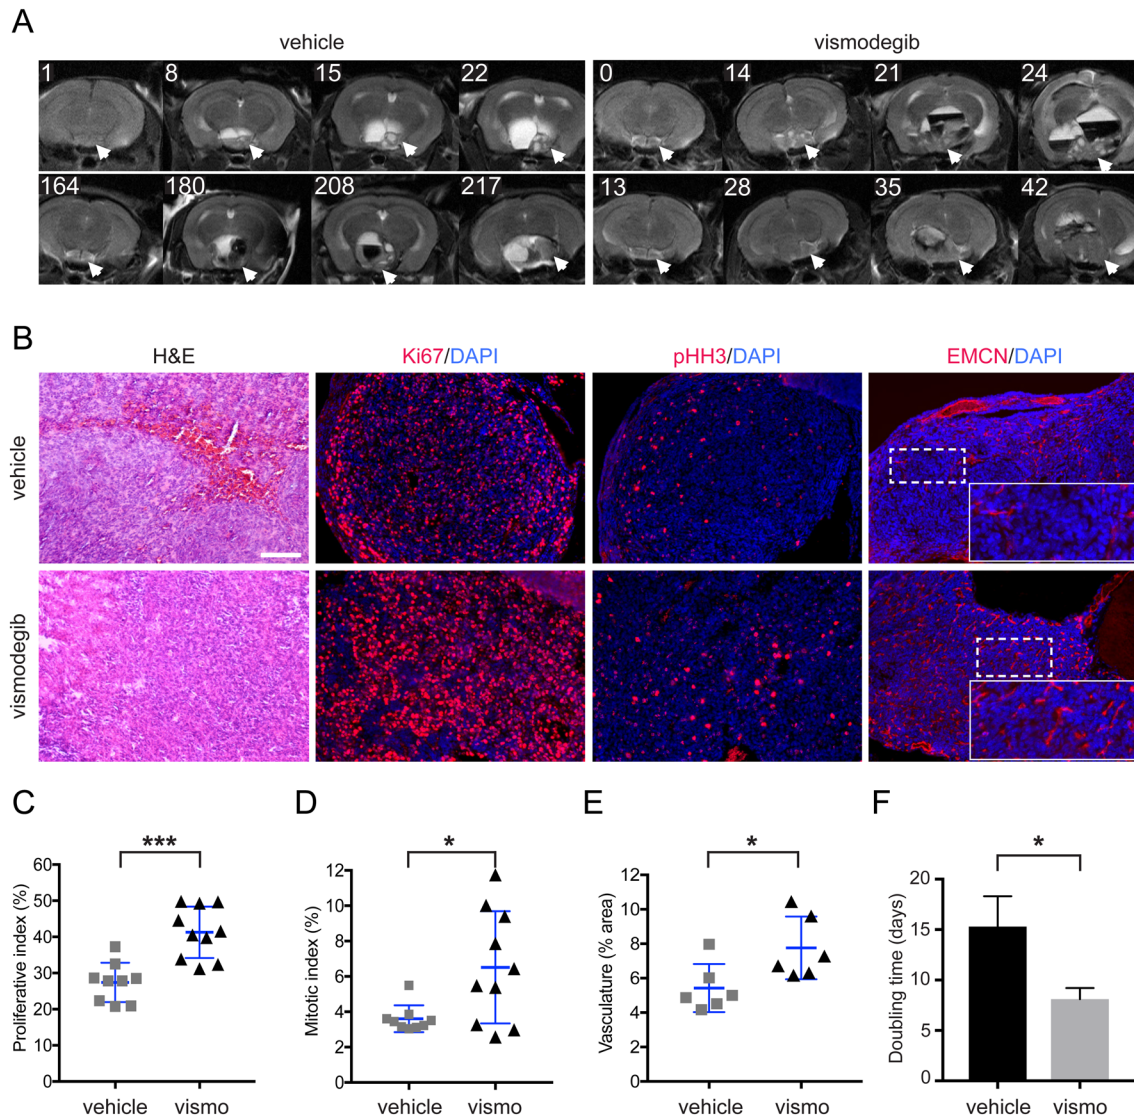 A
vehicle
vismodegib
1 8 15 22 0 14 21 24
164 180 208 217 13 28 35 42
B
H&E Ki67/DAPI pHH3/DAPI EMCN/DAPI
vehicle
vismodegib
C
***
Proliferative index (%)
60
50
40
30
20
10
0
vehicle vismo
D
*
Mitotic index (%)
12
10
8
6
4
2
0
vehicle vismo
E
*
Vasculature (% area)
12
10
8
6
4
2
0
vehicle vismo
F
*
Doubling time (days)
20
15
10
5
0
vehicle vismo